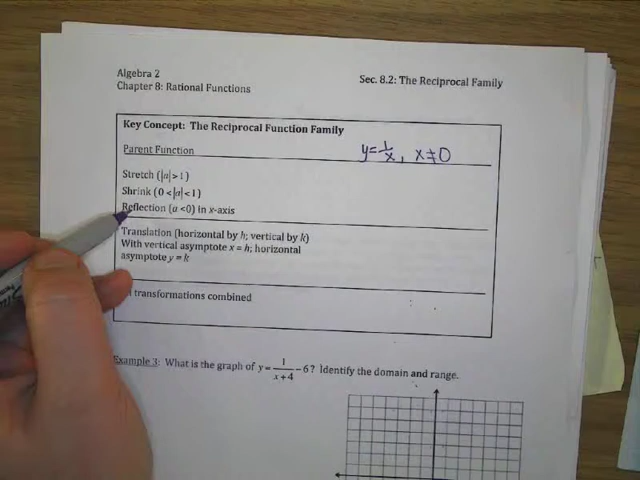 Algebra 2
Sec. 8.2: The Reciprocal Family
Chapter 8: Rational Functions
Key Concept: The Reciprocal Function Family
Parent Function
y=1/x, x≠0
Stretch (|a| > 1)
Shrink (0 < |a| < 1)
Reflection (a <0) in x-axis
Translation (horizontal by h; vertical by k)
With vertical asymptote x = h; horizontal
asymptote y = k
transformations combined
Example 3: What is the graph of y = 1/(x+4) − 6? Identify the domain and range.